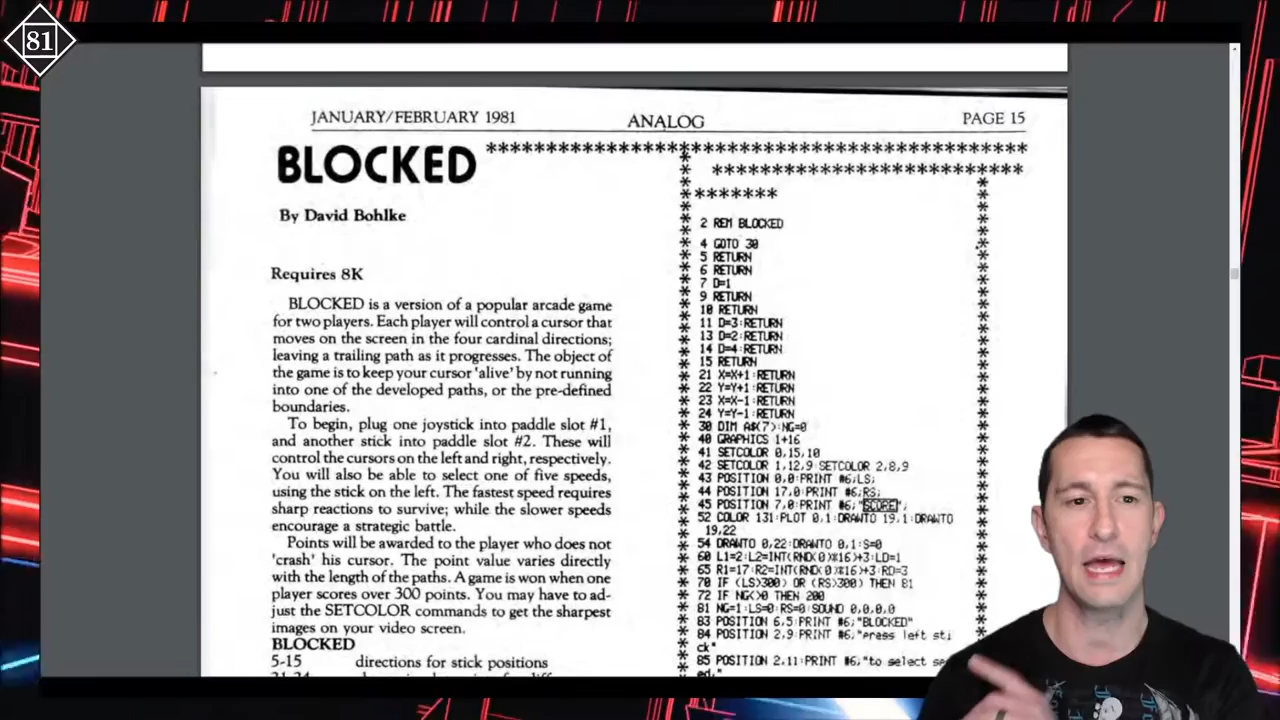 81
JANUARY/FEBRUARY 1981
ANALOG
PAGE 15
BLOCKED
By David Bohlke
Requires 8K
BLOCKED is a version of a popular arcade game
for two players. Each player will control a cursor that
moves on the screen in the four cardinal directions;
leaving a trailing path as it progresses. The object of
the game is to keep your cursor 'alive' by not running
into one of the developed paths, or the pre-defined
boundaries.
To begin, plug one joystick into paddle slot #1,
and another stick into paddle slot #2. These will
control the cursors on the left and right, respectively.
You will also be able to select one of five speeds,
using the stick on the left. The fastest speed requires
sharp reactions to survive; while the slower speeds
encourage a strategic battle.
Points will be awarded to the player who does not
'crash' his cursor. The point value varies directly
with the length of the paths. A game is won when one
player scores over 300 points. You may have to ad-
just the SETCOLOR commands to get the sharpest
images on your video screen.
BLOCKED
5-15 directions for stick positions
2 REM BLOCKED
4 GOTO 30
5 RETURN
6 RETURN
7 D=1
9 RETURN
10 RETURN
11 D=3:RETURN
13 D=2:RETURN
14 D=4:RETURN
15 RETURN
21 X=X+1:RETURN
22 Y=Y+1:RETURN
23 X=X-1:RETURN
24 Y=Y-1:RETURN
30 DIM A$(7):NG=0
40 GRAPHICS 1+16
41 SETCOLOR 0,15,10
42 SETCOLOR 1,12,9:SETCOLOR 2,8,9
43 POSITION 0,0:PRINT #6;LS;
44 POSITION 17,0:PRINT #6;RS;
45 POSITION 7,0:PRINT #6;"SCORE";
52 COLOR 131:PLOT 0,1:DRAWTO 19,1:DRAWTO
19,22
54 DRAWTO 0,22:DRAWTO 0,1:S=0
60 L1=2:L2=INT(RND(0)*16)+3:LD=1
65 R1=17:R2=INT(RND(0)*16)+3:RD=3
70 IF (LS>300) OR (RS>300) THEN 81
72 IF NG<>0 THEN 200
81 NG=1:LS=0:RS=0:SOUND 0,0,0,0
83 POSITION 6,5:PRINT #6;"BLOCKED"
84 POSITION 2,9:PRINT #6;"press left sti
ck"
85 POSITION 2,11:PRINT #6;"to select